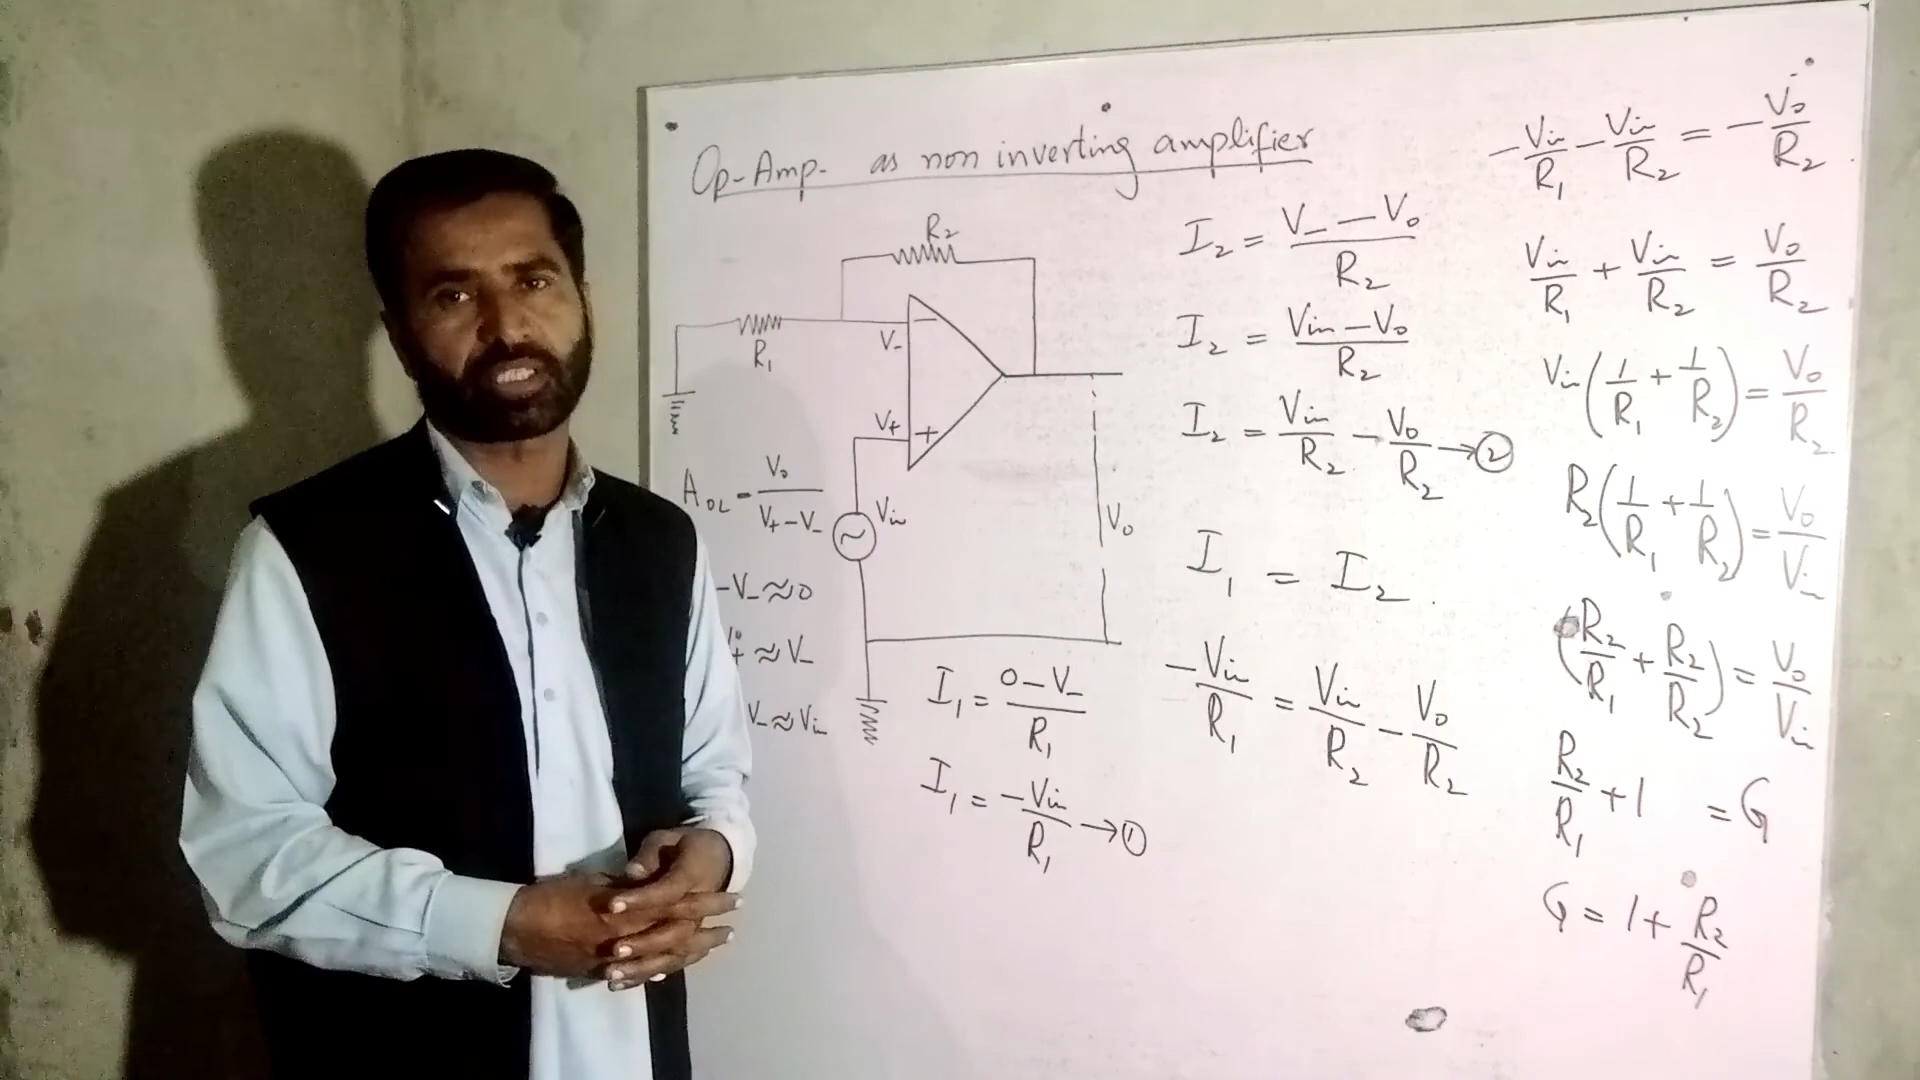 Op-Amp- as non inverting amplifier
R₂
R₁
V₋
−
V₊
+
Vin
V₀
A_OL = V₀/(V₊ − V₋)
− V₋ ≈ 0
₊ ≈ V₋
V₋ ≈ Vin
I₁ = (0 − V₋)/R₁
I₁ = −Vin/R₁ → ①
I₂ = (V₋ − V₀)/R₂
I₂ = (Vin − V₀)/R₂
I₂ = Vin/R₂ − V₀/R₂ → ②
I₁ = I₂.
−Vin/R₁ = Vin/R₂ − V₀/R₂
−Vin/R₁ − Vin/R₂ = −V₀/R₂
Vin/R₁ + Vin/R₂ = V₀/R₂
Vin(1/R₁ + 1/R₂) = V₀/R₂
R₂(1/R₁ + 1/R₂) = V₀/Vin
(R₂/R₁ + R₂/R₂) = V₀/Vin
R₂/R₁ + 1 = G
G = 1 + R₂/R₁